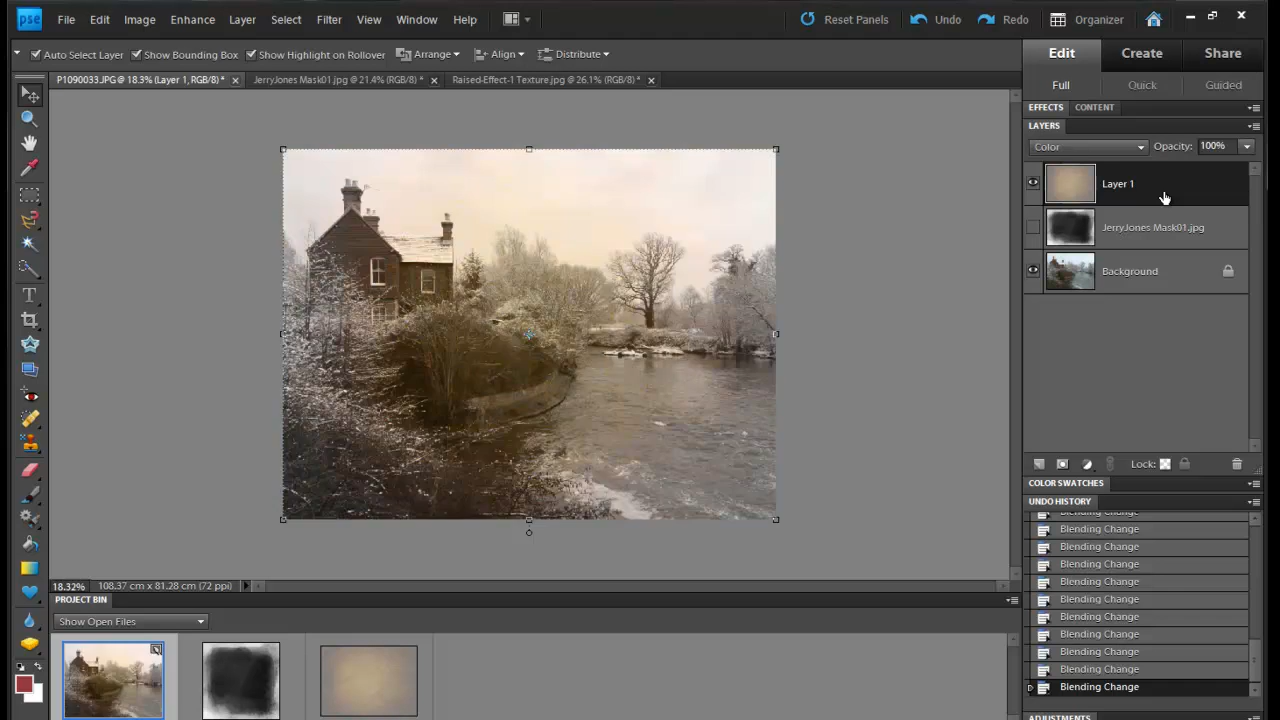 pse File Edit Image Enhance Layer Select Filter View Window Help Reset Panels Undo Redo Organizer
Auto Select Layer Show Bounding Box Show Highlight on Rollover Arrange Align Distribute
Edit Create Share
P1090033.JPG @ 18.3% (Layer 1, RGB/8) * JerryJones Mask01.jpg @ 21.4% (RGB/8) * Raised-Effect-1 Texture.jpg @ 26.1% (RGB/8) *
Full Quick Guided
EFFECTS CONTENT
LAYERS
Color Opacity: 100%
Layer 1
JerryJones Mask01.jpg
Background
Lock:
COLOR SWATCHES
UNDO HISTORY
Blending Change
Blending Change
Blending Change
Blending Change
Blending Change
Blending Change
Blending Change
Blending Change
Blending Change
Blending Change
Blending Change
18.32% 108.37 cm x 81.28 cm (72 ppi)
PROJECT BIN
Show Open Files
ADJUSTMENTS